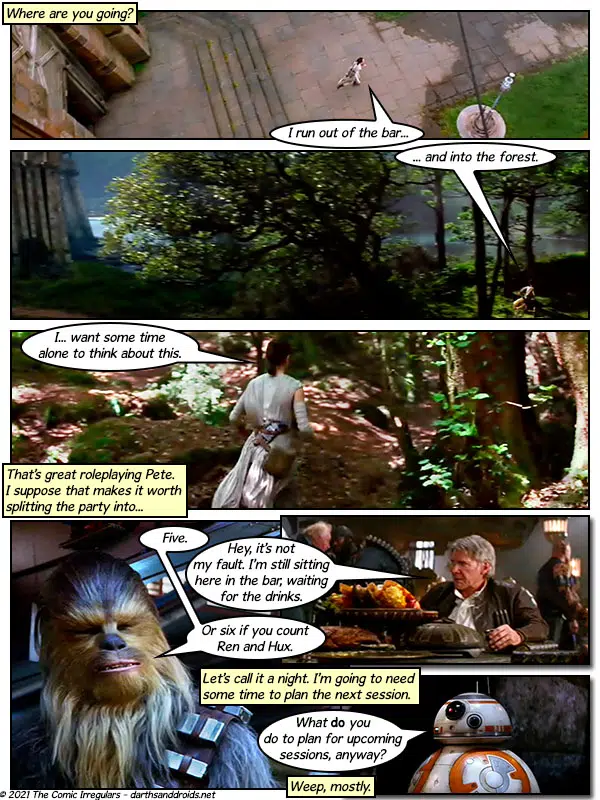 Where are you going?
I run out of the bar...
... and into the forest.
I... want some time
alone to think about this.
That's great roleplaying Pete.
I suppose that makes it worth
splitting the party into...
Five.
Hey, it's not
my fault. I'm still sitting
here in the bar, waiting
for the drinks.
Or six if you count
Ren and Hux.
Let's call it a night. I'm going to need
some time to plan the next session.
What do you
do to plan for upcoming
sessions, anyway?
Weep, mostly.
© 2021 The Comic Irregulars - darthsanddroids.net